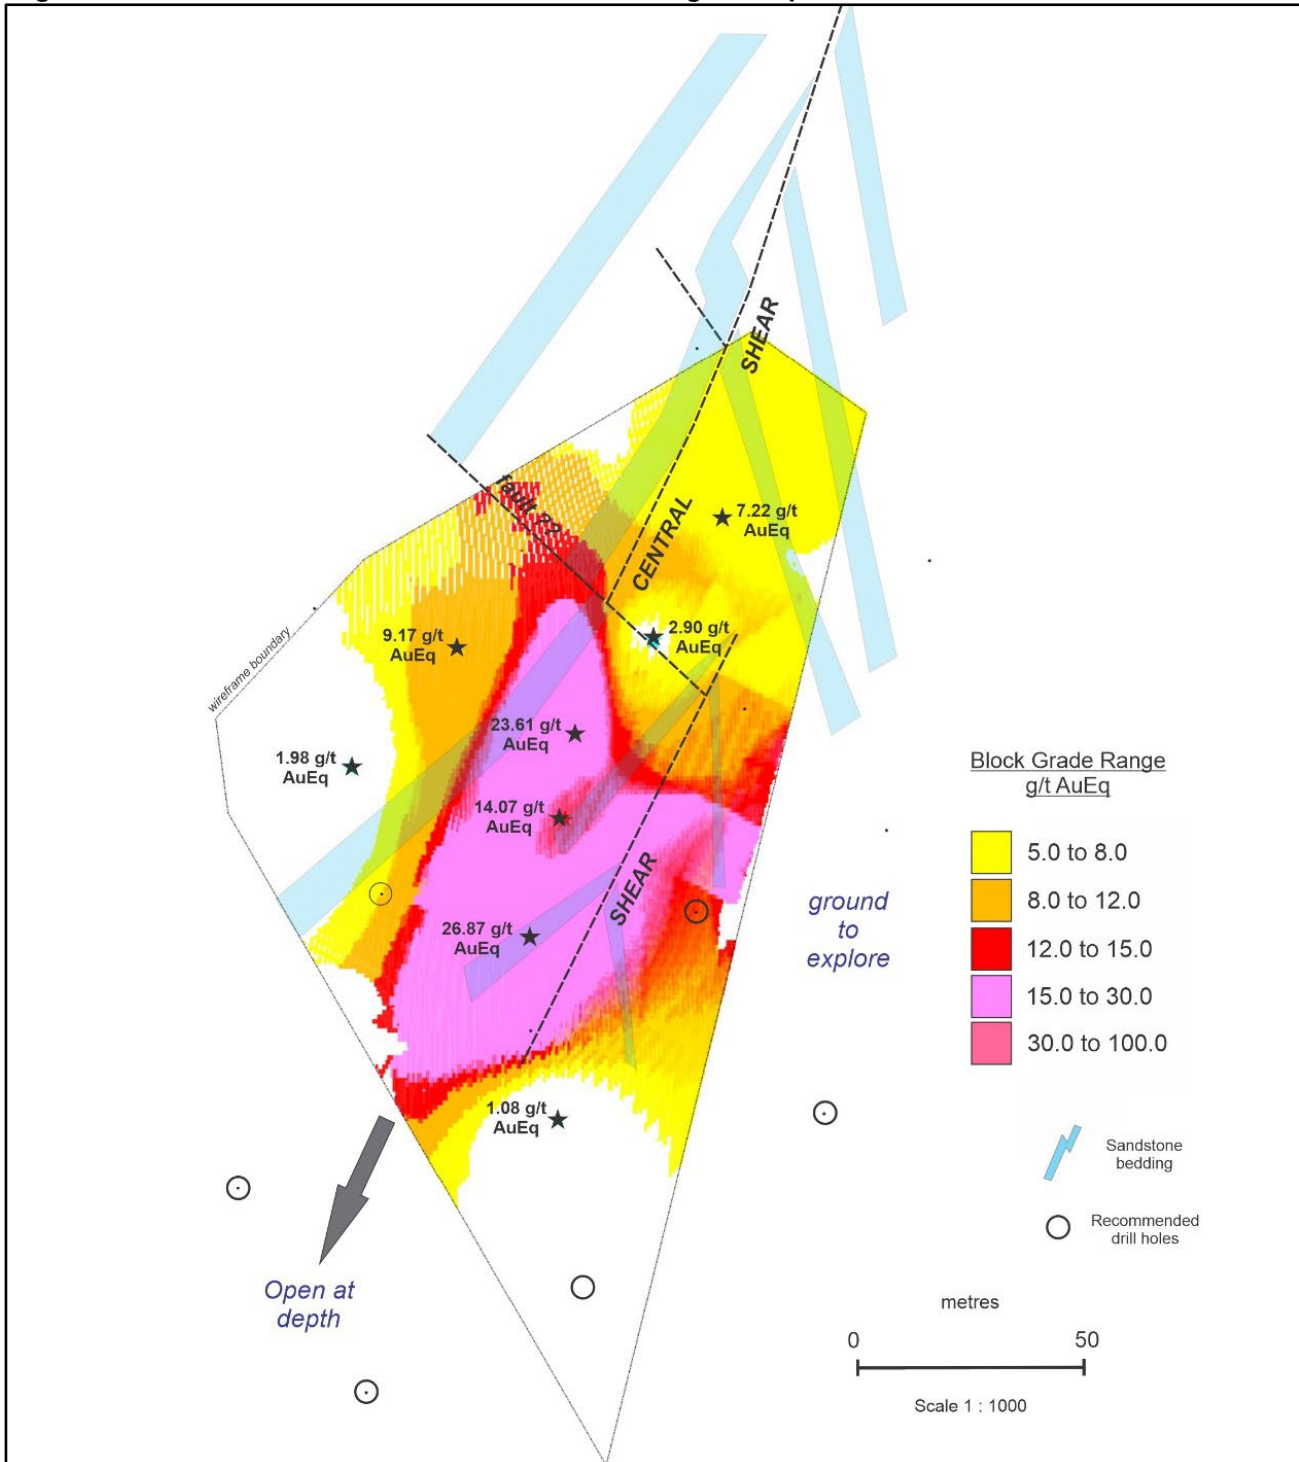 SHEAR
CENTRAL
fault ??
7.22 g/t
AuEq
2.90 g/t
AuEq
9.17 g/t
AuEq
wireframe boundary
23.61 g/t
AuEq
1.98 g/t
AuEq
14.07 g/t
AuEq
SHEAR
26.87 g/t
AuEq
ground
to
explore
1.08 g/t
AuEq
Open at
depth
Block Grade Range
g/t AuEq
5.0 to 8.0
8.0 to 12.0
12.0 to 15.0
15.0 to 30.0
30.0 to 100.0
Sandstone
bedding
Recommended
drill holes
metres
0 50
Scale 1 : 1000